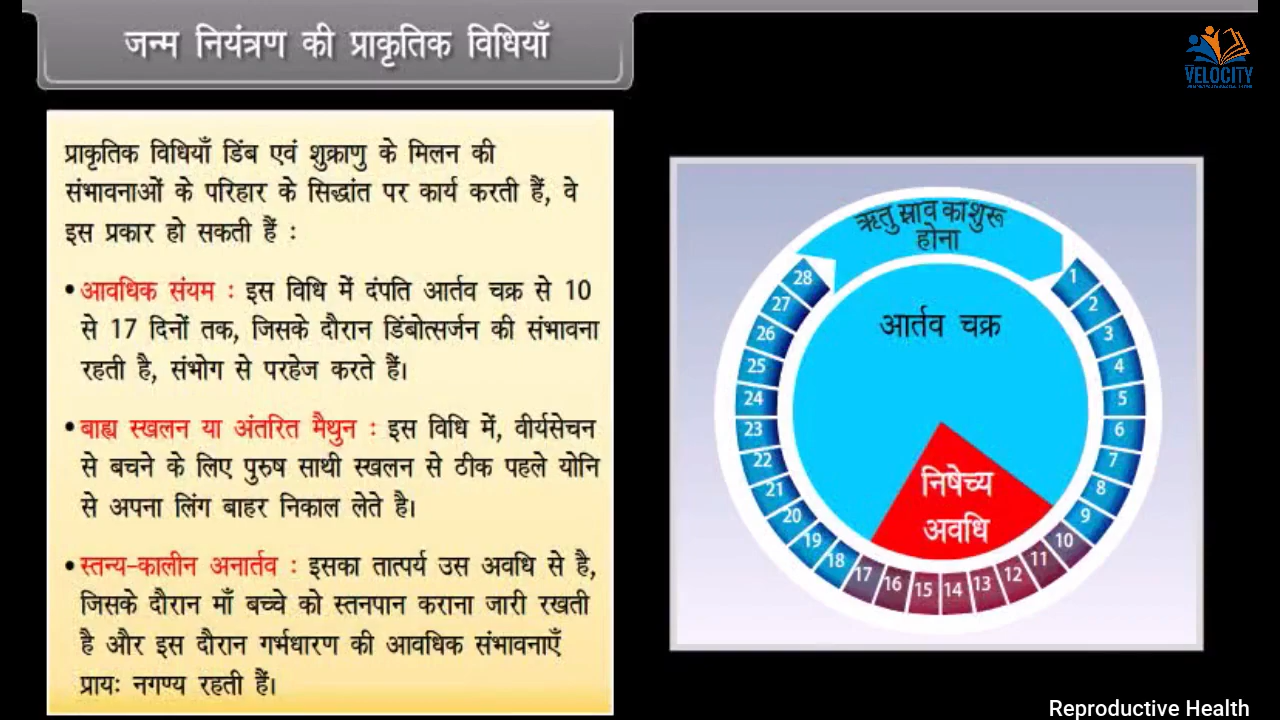 जन्म नियंत्रण की प्राकृतिक विधियाँ
VELOCITY
प्राकृतिक विधियाँ डिंब एवं शुक्राणु के मिलन की
संभावनाओं के परिहार के सिद्धांत पर कार्य करती हैं, वे
इस प्रकार हो सकती हैं :
•आवधिक संयम : इस विधि में दंपति आर्तव चक्र से 10
से 17 दिनों तक, जिसके दौरान डिंबोत्सर्जन की संभावना
रहती है, संभोग से परहेज करते हैं।
•बाह्य स्खलन या अंतरित मैथुन : इस विधि में, वीर्यसेचन
से बचने के लिए पुरुष साथी स्खलन से ठीक पहले योनि
से अपना लिंग बाहर निकाल लेते है।
•स्तन्य-कालीन अनार्तव : इसका तात्पर्य उस अवधि से है,
जिसके दौरान माँ बच्चे को स्तनपान कराना जारी रखती
है और इस दौरान गर्भधारण की आवधिक संभावनाएँ
प्रायः नगण्य रहती हैं।
ऋतु स्राव का शुरू
होना
आर्तव चक्र
निषेच्य
अवधि
1
2
3
4
5
6
7
8
9
10
11
12
13
14
15
16
17
18
19
20
21
22
23
24
25
26
27
28
Reproductive Health